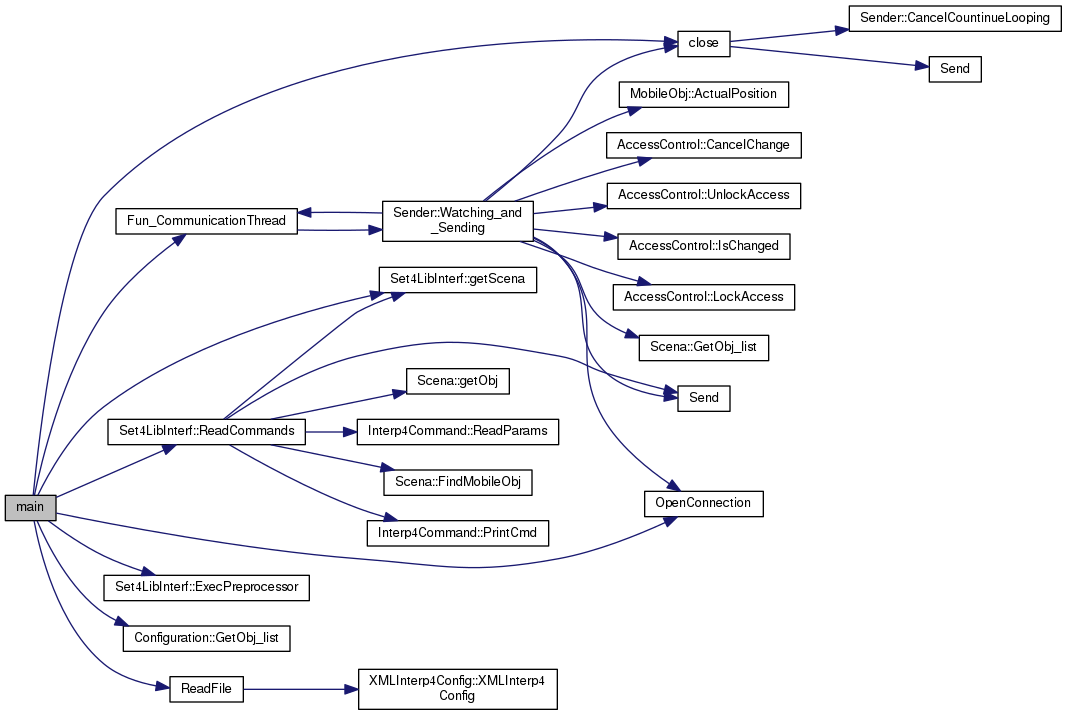 Sender::CancelCountinueLooping
close
Send
MobileObj::ActualPosition
AccessControl::CancelChange
AccessControl::UnlockAccess
Fun_CommunicationThread
Sender::Watching_and
_Sending
AccessControl::IsChanged
Set4LibInterf::getScena
AccessControl::LockAccess
Scena::GetObj_list
Scena::getObj
Send
Set4LibInterf::ReadCommands
Interp4Command::ReadParams
Scena::FindMobileObj
main
OpenConnection
Interp4Command::PrintCmd
Set4LibInterf::ExecPreprocessor
Configuration::GetObj_list
ReadFile
XMLInterp4Config::XMLInterp4
Config